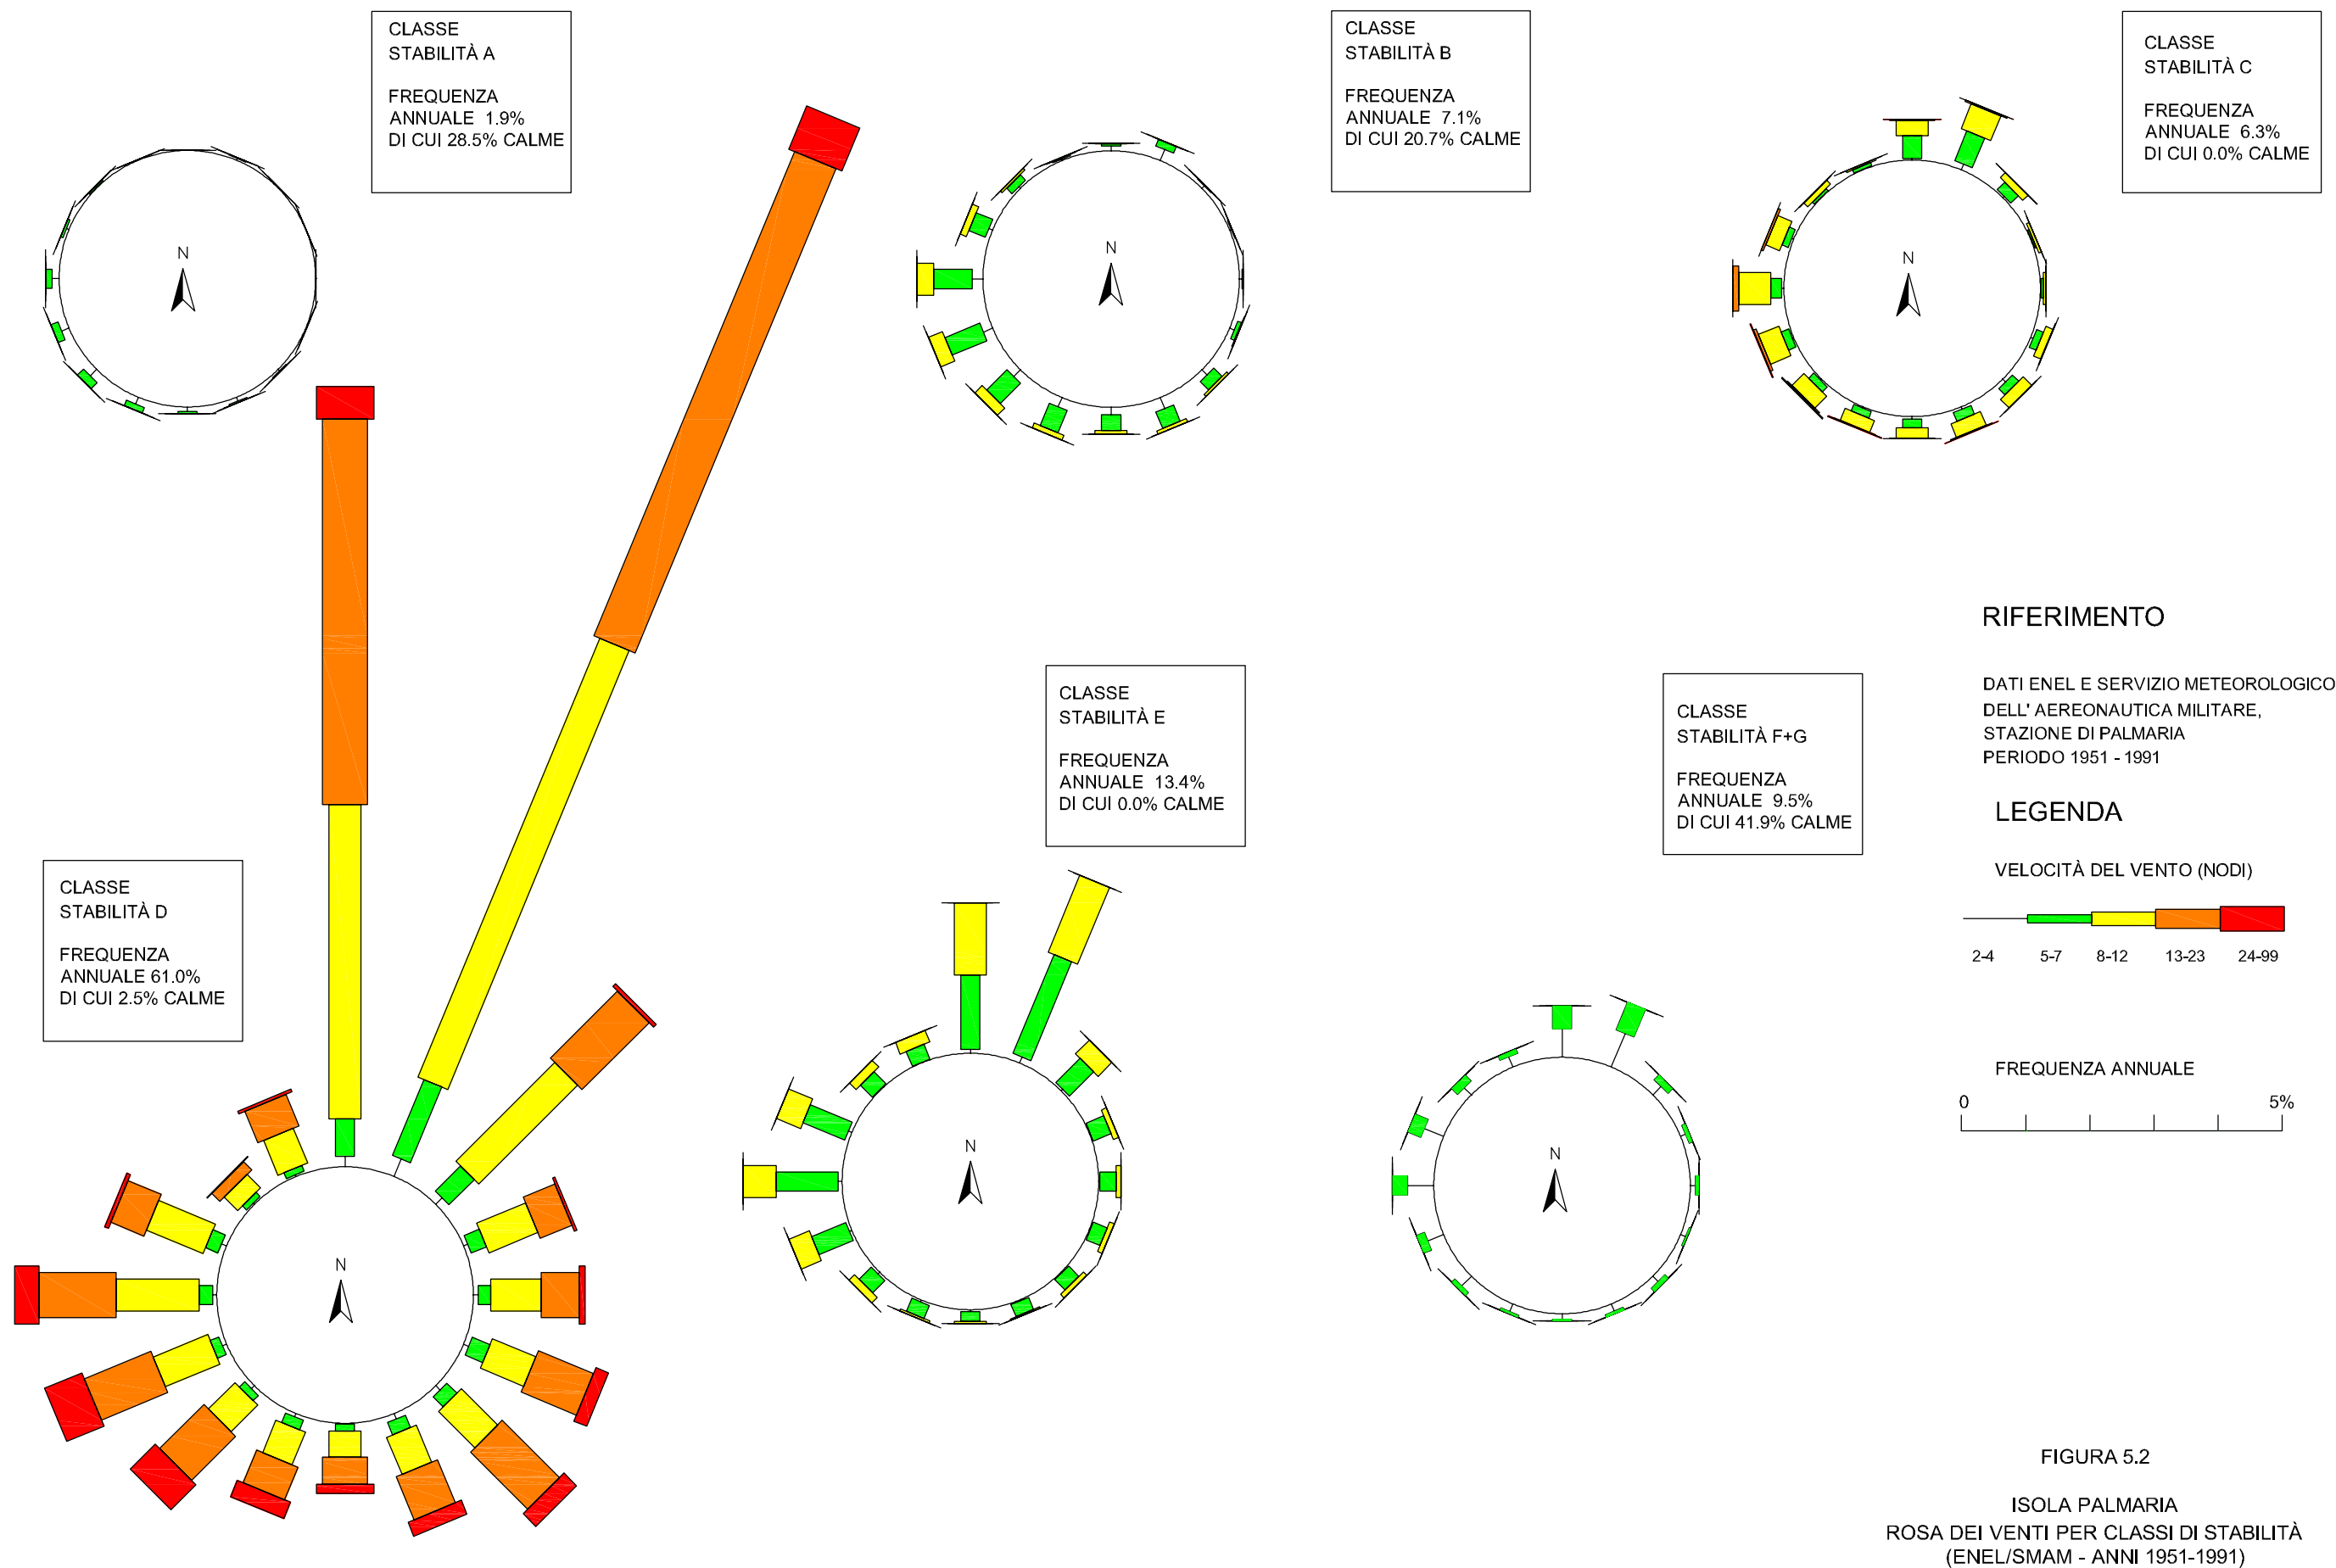 CLASSE
STABILITÀ A
FREQUENZA
ANNUALE 1.9%
DI CUI 28.5% CALME
N
CLASSE
STABILITÀ B
FREQUENZA
ANNUALE 7.1%
DI CUI 20.7% CALME
N
CLASSE
STABILITÀ C
FREQUENZA
ANNUALE 6.3%
DI CUI 0.0% CALME
N
CLASSE
STABILITÀ D
FREQUENZA
ANNUALE 61.0%
DI CUI 2.5% CALME
N
CLASSE
STABILITÀ E
FREQUENZA
ANNUALE 13.4%
DI CUI 0.0% CALME
N
CLASSE
STABILITÀ F+G
FREQUENZA
ANNUALE 9.5%
DI CUI 41.9% CALME
N
RIFERIMENTO
DATI ENEL E SERVIZIO METEOROLOGICO
DELL' AEREONAUTICA MILITARE,
STAZIONE DI PALMARIA
PERIODO 1951 - 1991
LEGENDA
VELOCITÀ DEL VENTO (NODI)
2-4 5-7 8-12 13-23 24-99
FREQUENZA ANNUALE
0 5%
FIGURA 5.2
ISOLA PALMARIA
ROSA DEI VENTI PER CLASSI DI STABILITÀ
(ENEL/SMAM - ANNI 1951-1991)